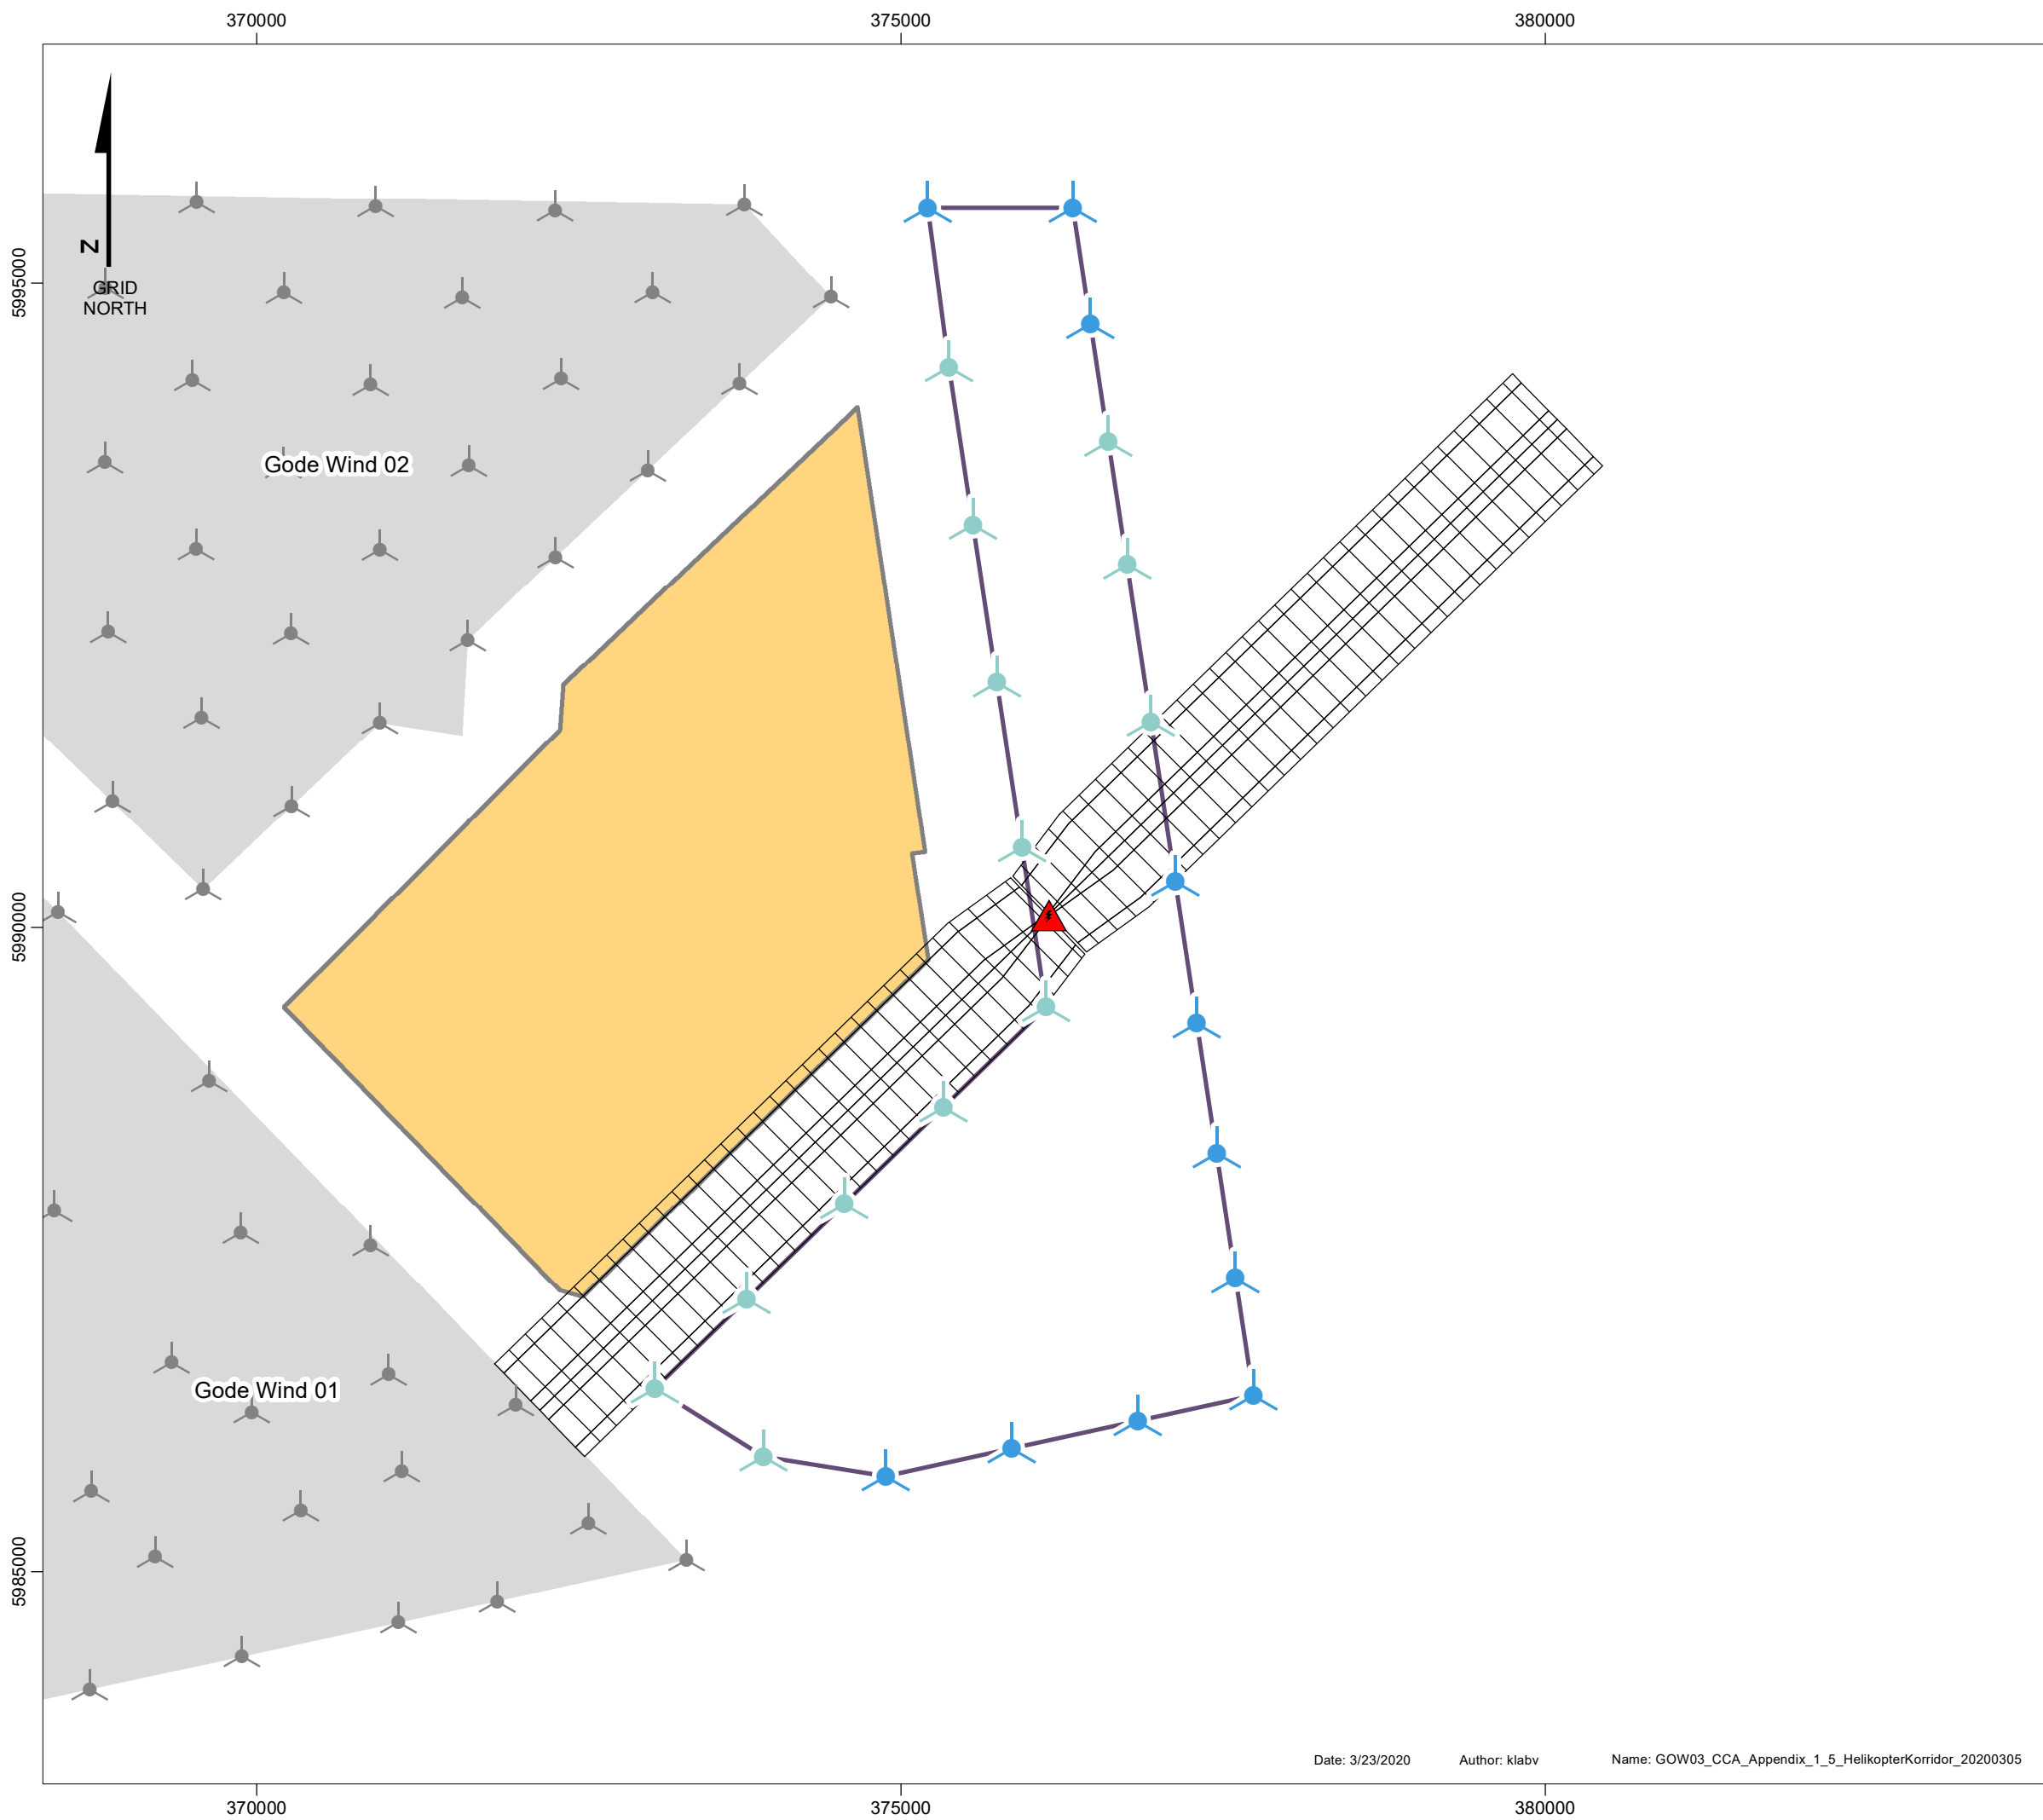 370000
375000
380000
5995000
N
GRID
NORTH
Gode Wind 02
5990000
Gode Wind 01
5985000
Date: 3/23/2020
Author: klabv
Name: GOW03_CCA_Appendix_1_5_HelikopterKorridor_20200305
370000
375000
380000